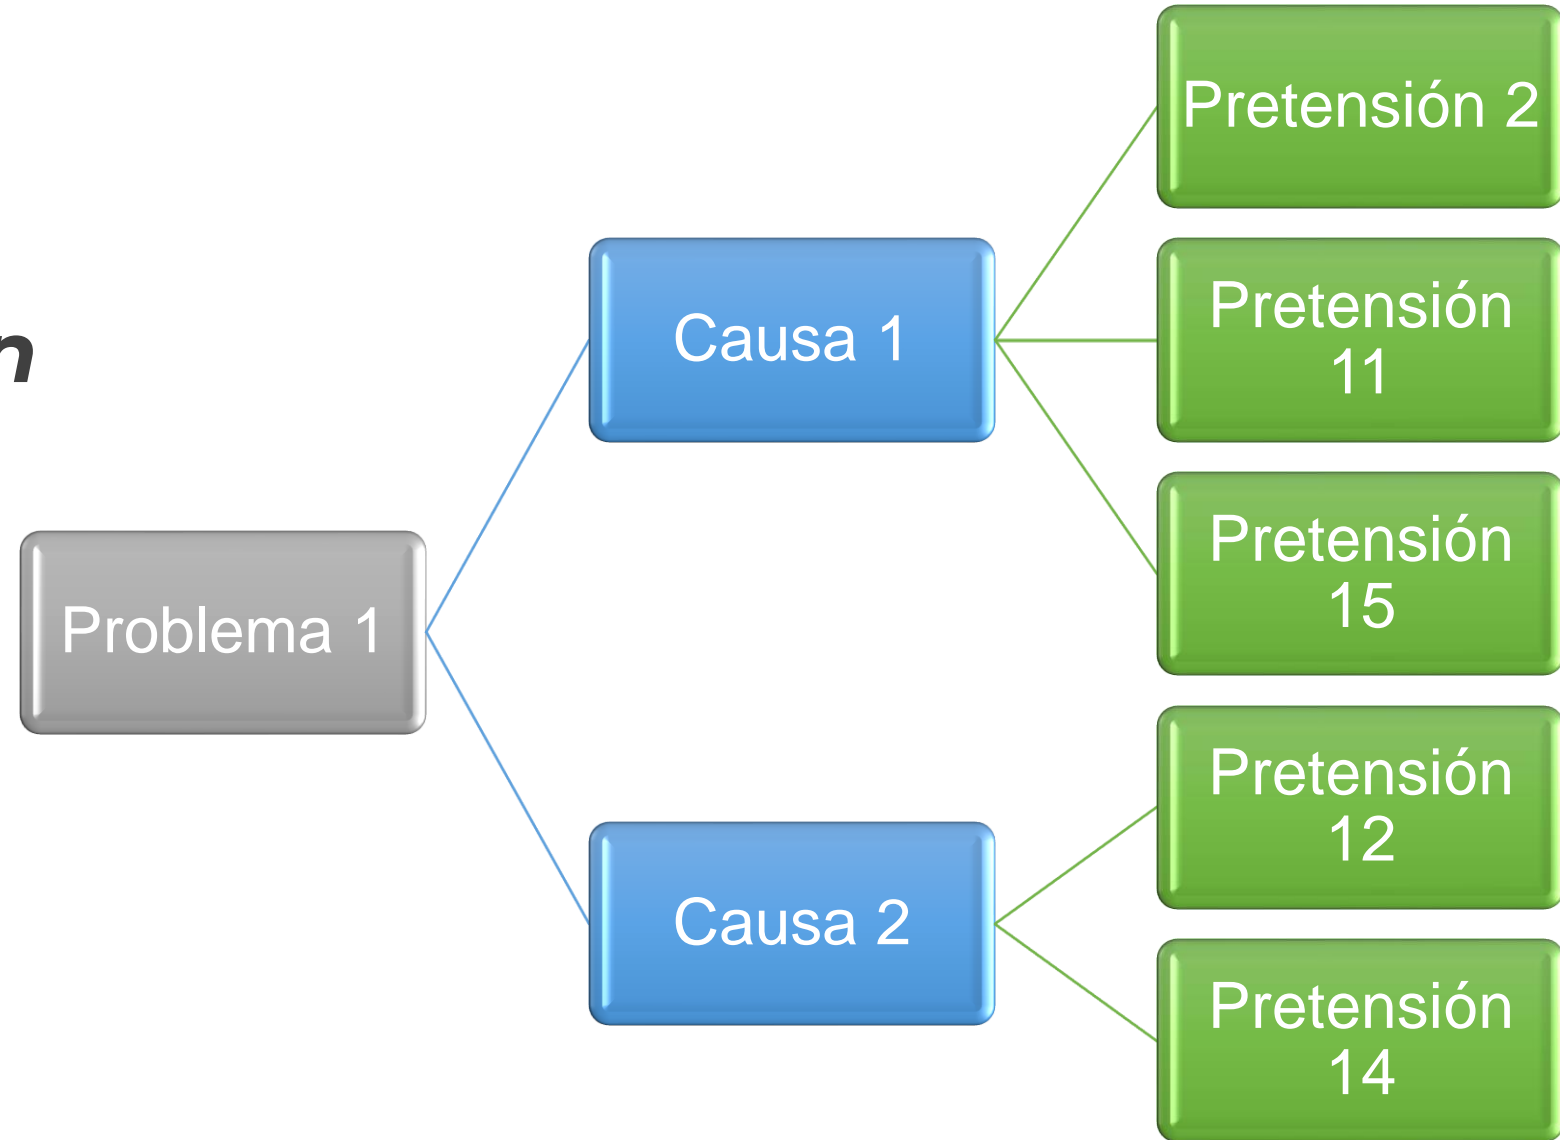 n
Problema 1
Causa 1
Pretensión 2
Pretensión
11
Pretensión
15
Causa 2
Pretensión
12
Pretensión
14